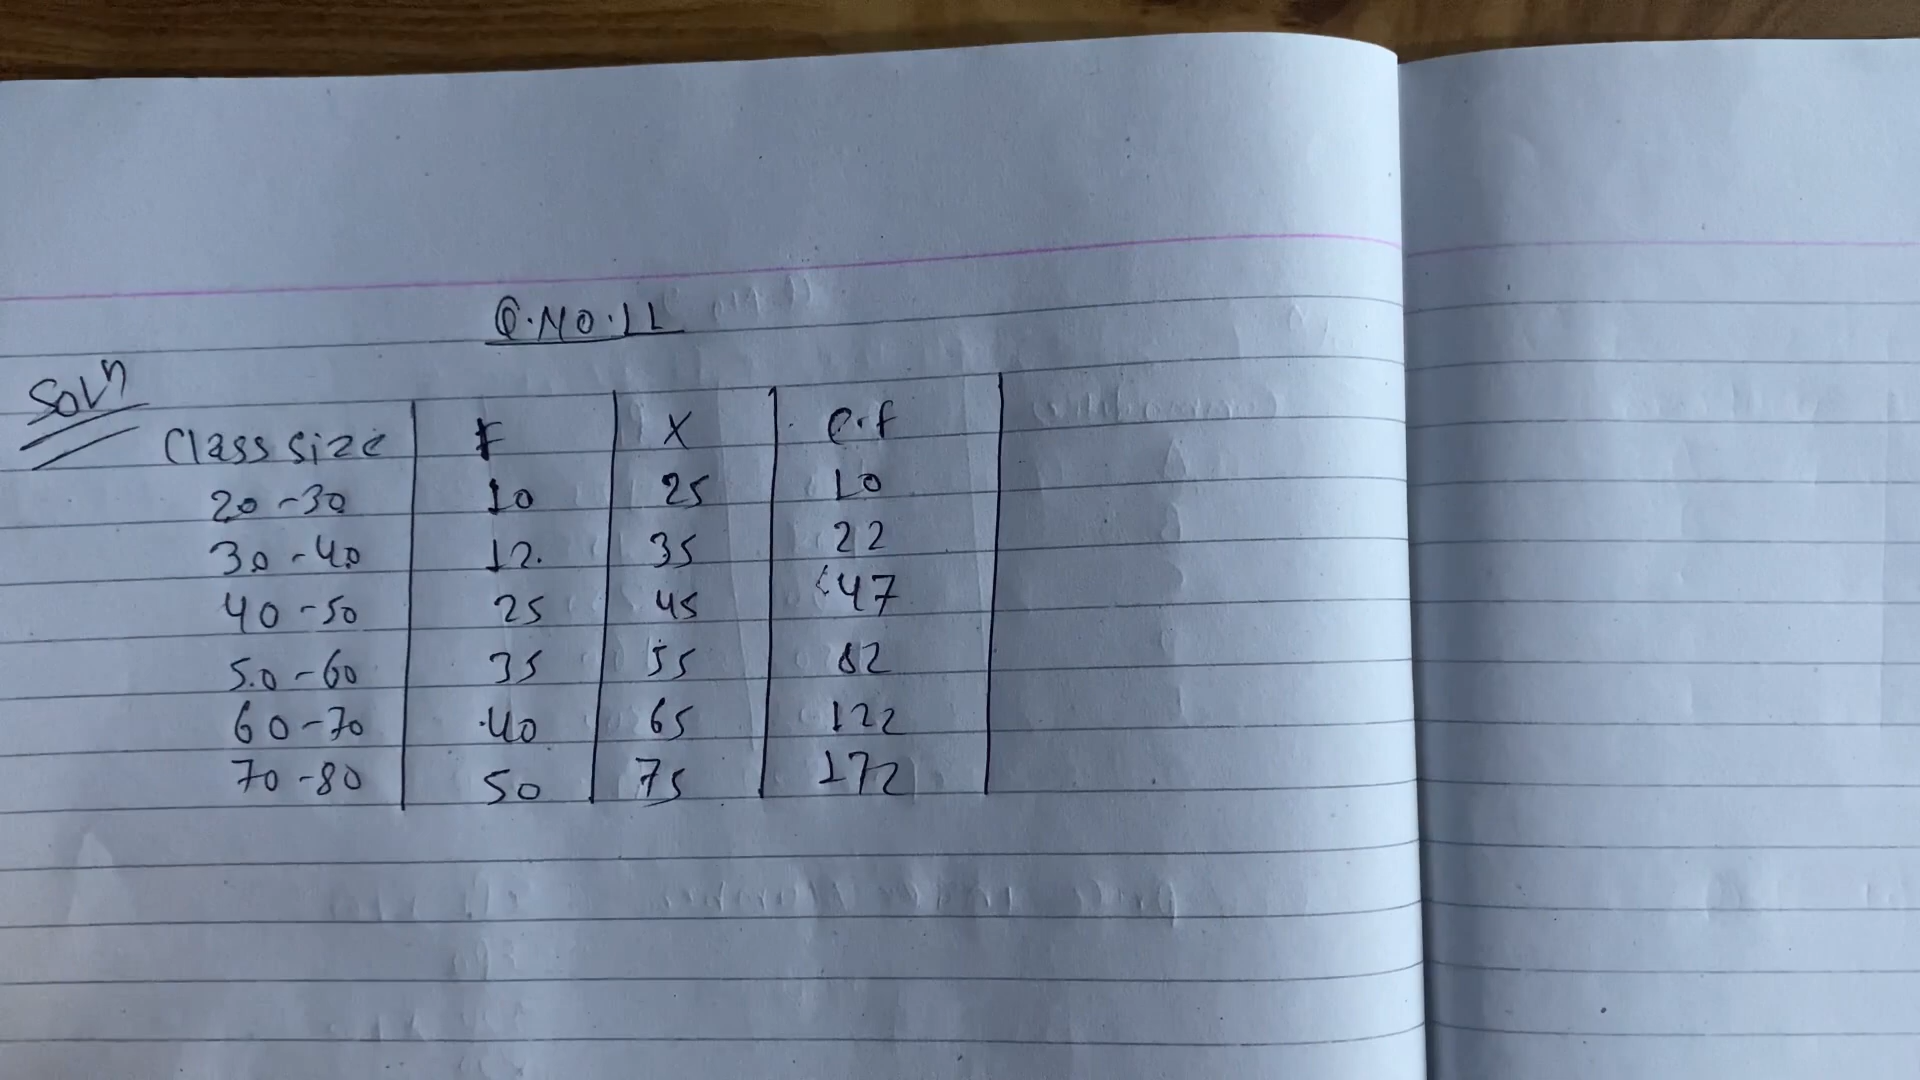 Q.NO.11
Solⁿ
Class size F X c.f
20-30 10 25 10
30-40 12 35 22
40-50 25 45 47
50-60 35 55 82
60-70 40 65 122
70-80 50 75 172